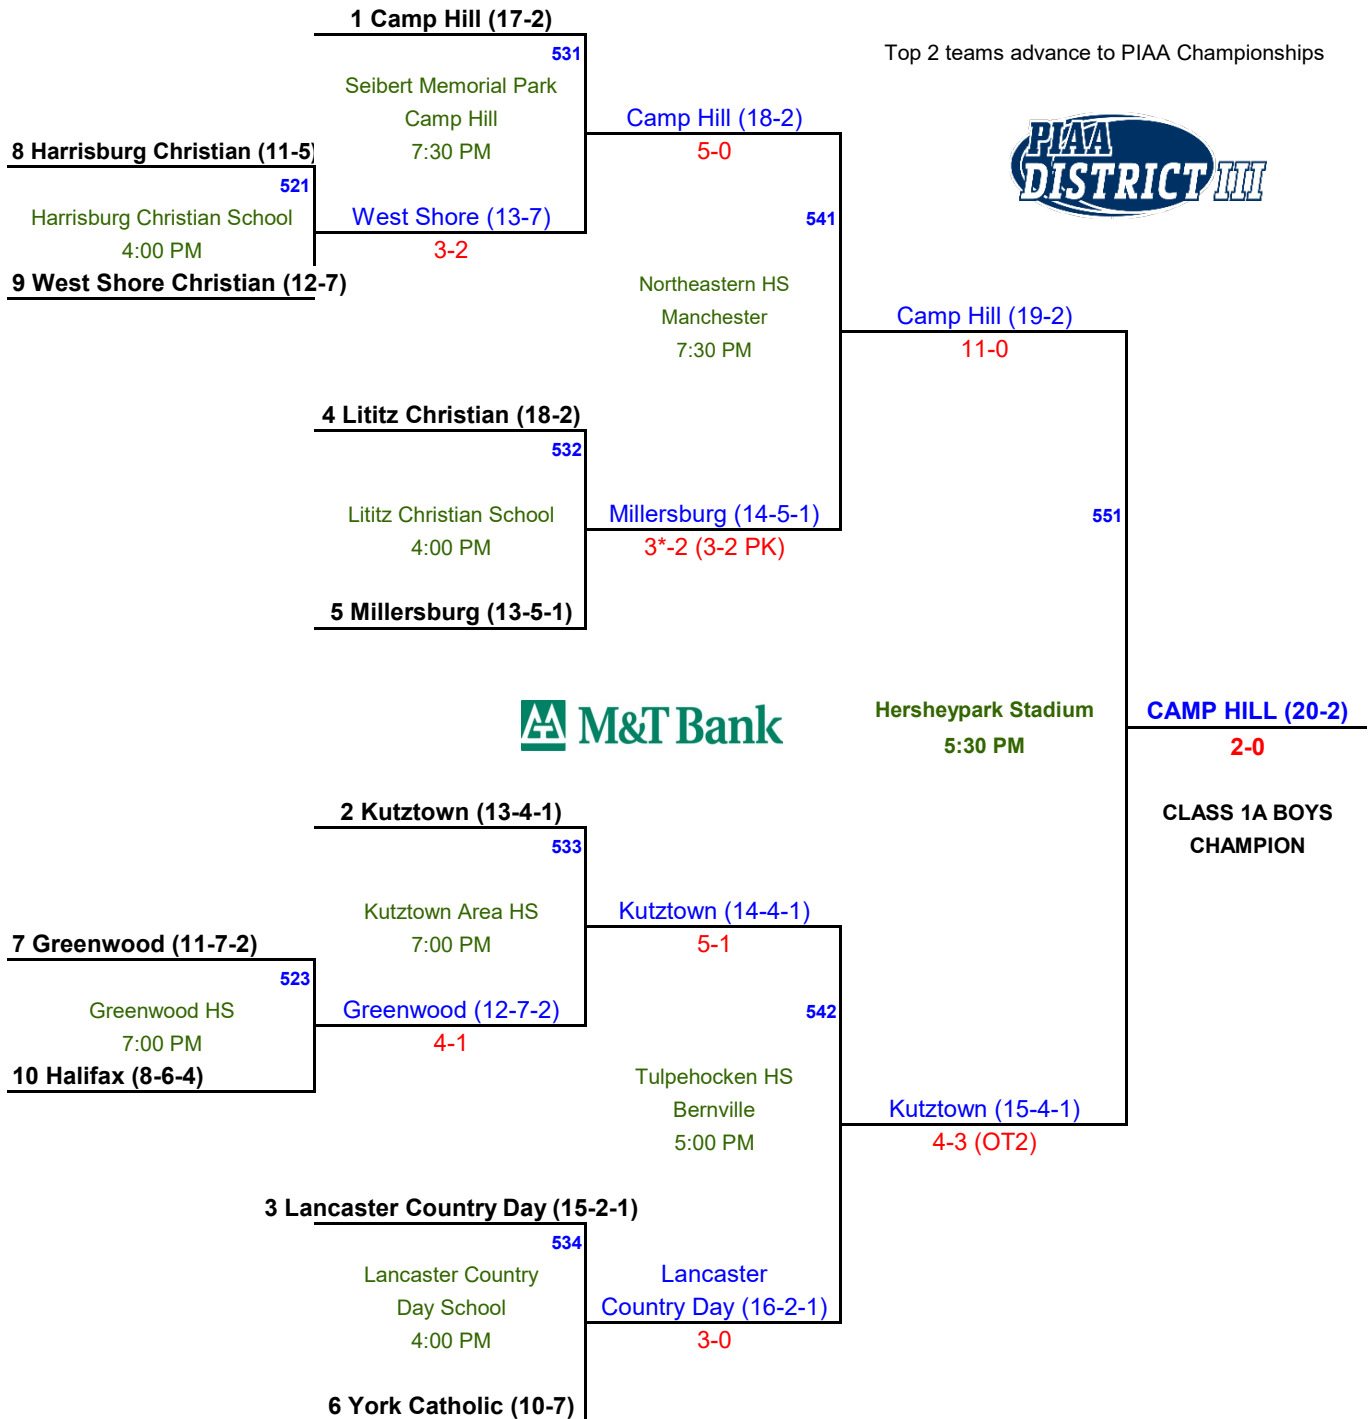 1 Camp Hill (17-2)
531
Top 2 teams advance to PIAA Championships
Seibert Memorial Park
Camp Hill
7:30 PM
Camp Hill (18-2)
5-0
PIAA
DISTRICT III
8 Harrisburg Christian (11-5)
521
Harrisburg Christian School
4:00 PM
West Shore (13-7)
3-2
9 West Shore Christian (12-7)
541
Northeastern HS
Manchester
7:30 PM
Camp Hill (19-2)
11-0
4 Lititz Christian (18-2)
532
Lititz Christian School
4:00 PM
Millersburg (14-5-1)
3*-2 (3-2 PK)
5 Millersburg (13-5-1)
551
M&T Bank
Hersheypark Stadium
5:30 PM
CAMP HILL (20-2)
2-0
CLASS 1A BOYS
CHAMPION
2 Kutztown (13-4-1)
533
Kutztown Area HS
7:00 PM
Kutztown (14-4-1)
5-1
7 Greenwood (11-7-2)
523
Greenwood HS
7:00 PM
Greenwood (12-7-2)
4-1
10 Halifax (8-6-4)
542
Tulpehocken HS
Bernville
5:00 PM
Kutztown (15-4-1)
4-3 (OT2)
3 Lancaster Country Day (15-2-1)
534
Lancaster Country
Day School
4:00 PM
Lancaster
Country Day (16-2-1)
3-0
6 York Catholic (10-7)